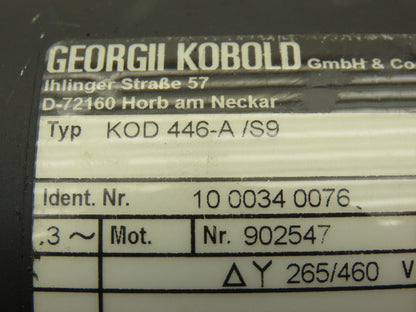 GEORGII KOBOLD GmbH & Co
Ihlinger Straße 57
D-72160 Horb am Neckar
Typ KOD 446-A /S9
Ident. Nr. 10 0034 0076
.3 ~ Mot. Nr. 902547
Δ Y 265/460 V